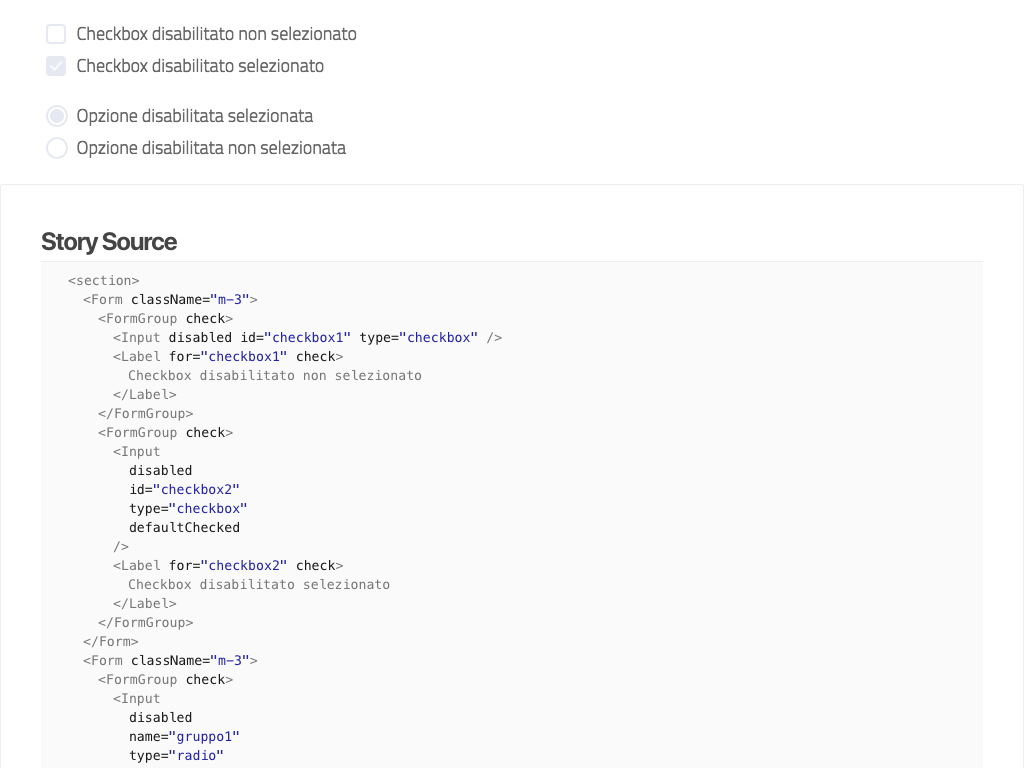 Checkbox disabilitato non selezionato
Checkbox disabilitato selezionato
Opzione disabilitata selezionata
Opzione disabilitata non selezionata
Story Source
<section>
<Form className="m-3">
<FormGroup check>
<Input disabled id="checkbox1" type="checkbox" />
<Label for="checkbox1" check>
Checkbox disabilitato non selezionato
</Label>
</FormGroup>
<FormGroup check>
<Input
disabled
id="checkbox2"
type="checkbox"
defaultChecked
/>
<Label for="checkbox2" check>
Checkbox disabilitato selezionato
</Label>
</FormGroup>
</Form>
<Form className="m-3">
<FormGroup check>
<Input
disabled
name="gruppo1"
type="radio"